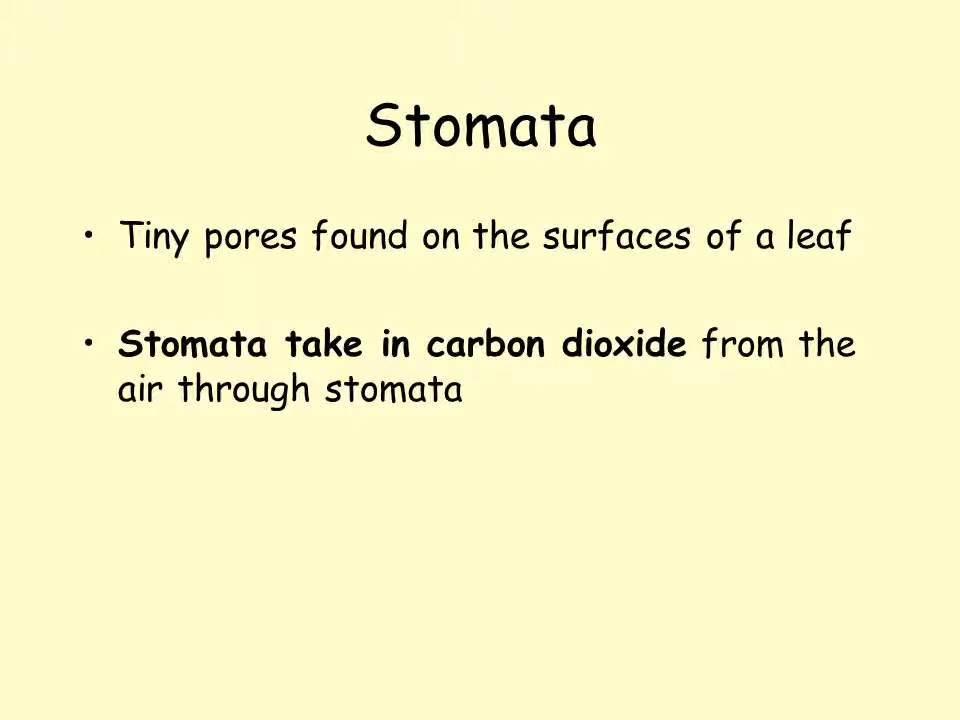 Stomata
• Tiny pores found on the surfaces of a leaf
• Stomata take in carbon dioxide from the
air through stomata